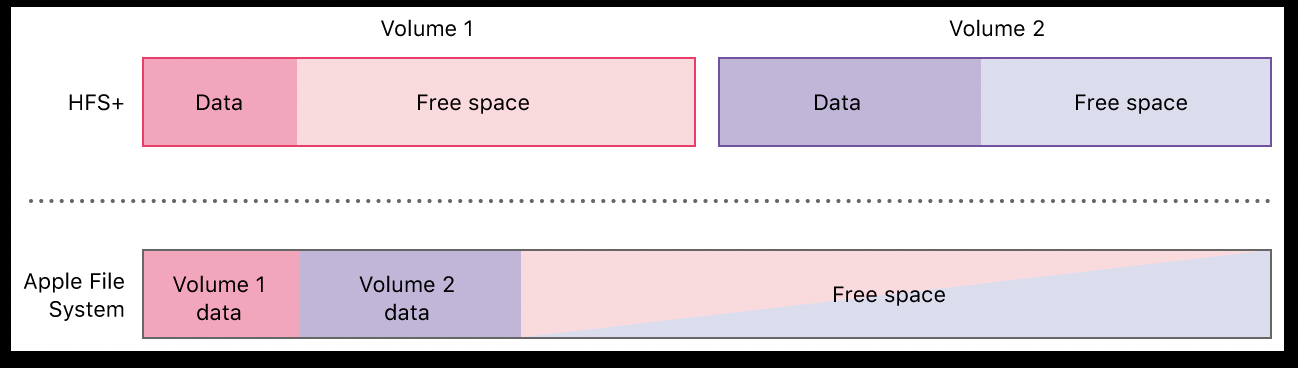 Volume 1
Volume 2
HFS+
Data
Free space
Data
Free space
Apple File
System
Volume 1
data
Volume 2
data
Free space